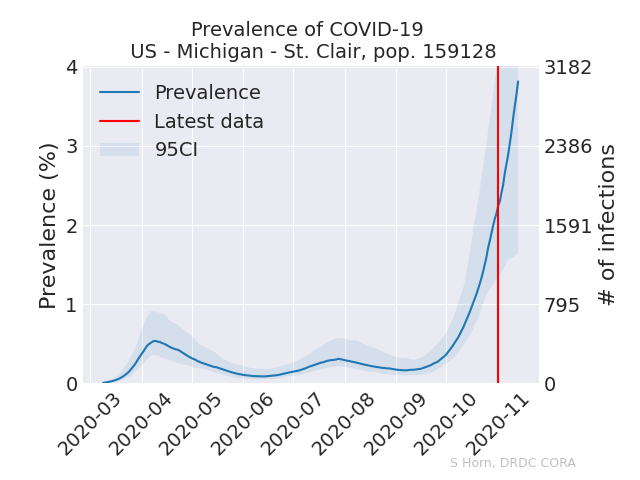 Prevalence of COVID-19
US - Michigan - St. Clair, pop. 159128
Prevalence
Latest data
95CI
Prevalence (%)
4
3
2
1
0
3182
2386
1591
795
0
# of infections
2020-03
2020-04
2020-05
2020-06
2020-07
2020-08
2020-09
2020-10
2020-11
S Horn, DRDC CORA